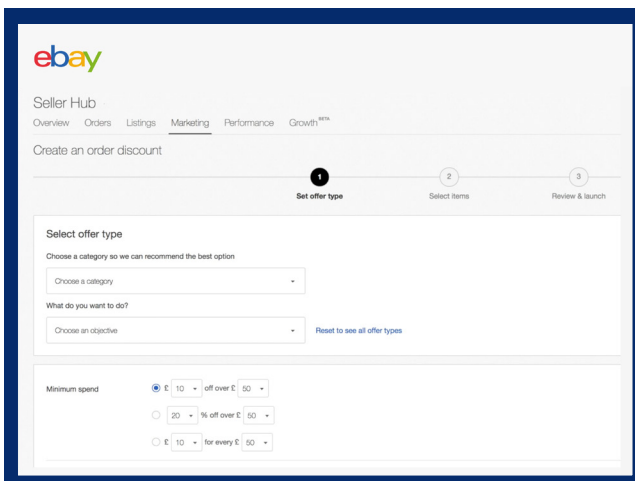 ebay
Seller Hub
Overview Orders Listings Marketing Performance Growth BETA
Create an order discount
1 2 3
Set offer type Select items Review & launch
Select offer type
Choose a category so we can recommend the best option
Choose a category
What do you want to do?
Choose an objective Reset to see all offer types
Minimum spend £ 10 off over £ 50
20 % off over £ 50
£ 10 for every £ 50